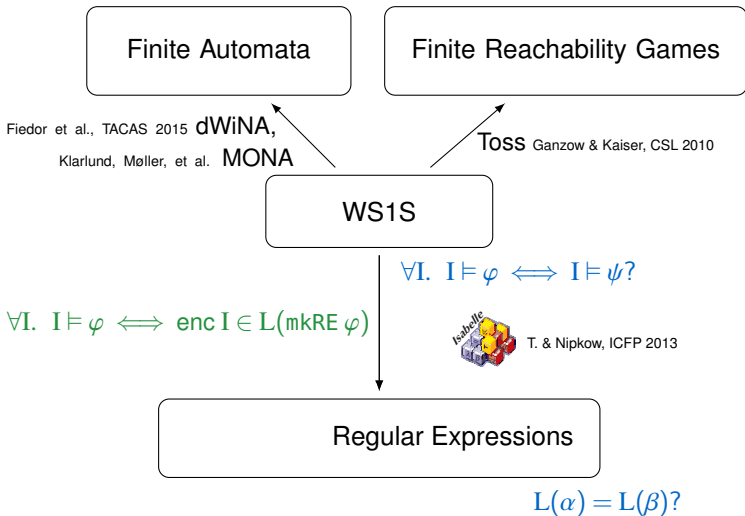 Finite Automata
Finite Reachability Games
Fiedor et al., TACAS 2015 dWiNA,
Klarlund, Møller, et al. MONA
Toss Ganzow & Kaiser, CSL 2010
WS1S
∀I. I ⊨ φ ⟺ I ⊨ ψ?
∀I. I ⊨ φ ⟺ enc I ∈ L(mkRE φ)
Isabelle
T. & Nipkow, ICFP 2013
Regular Expressions
L(α) = L(β)?